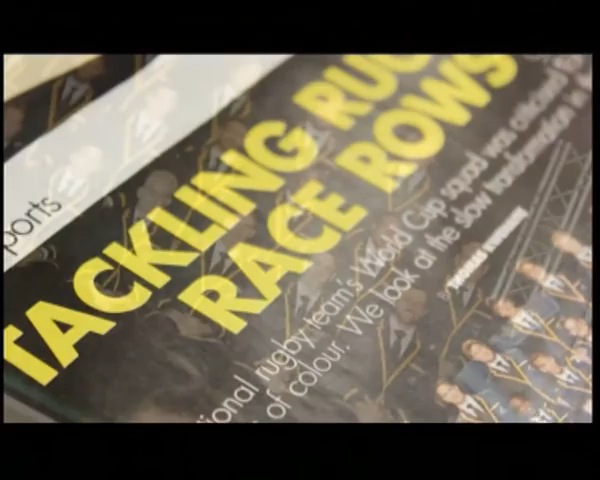 ports
TACKLING RUG
RACE ROWS
tional rugby team's World Cup squad was criticised
of colour. We look at the slow transformation in